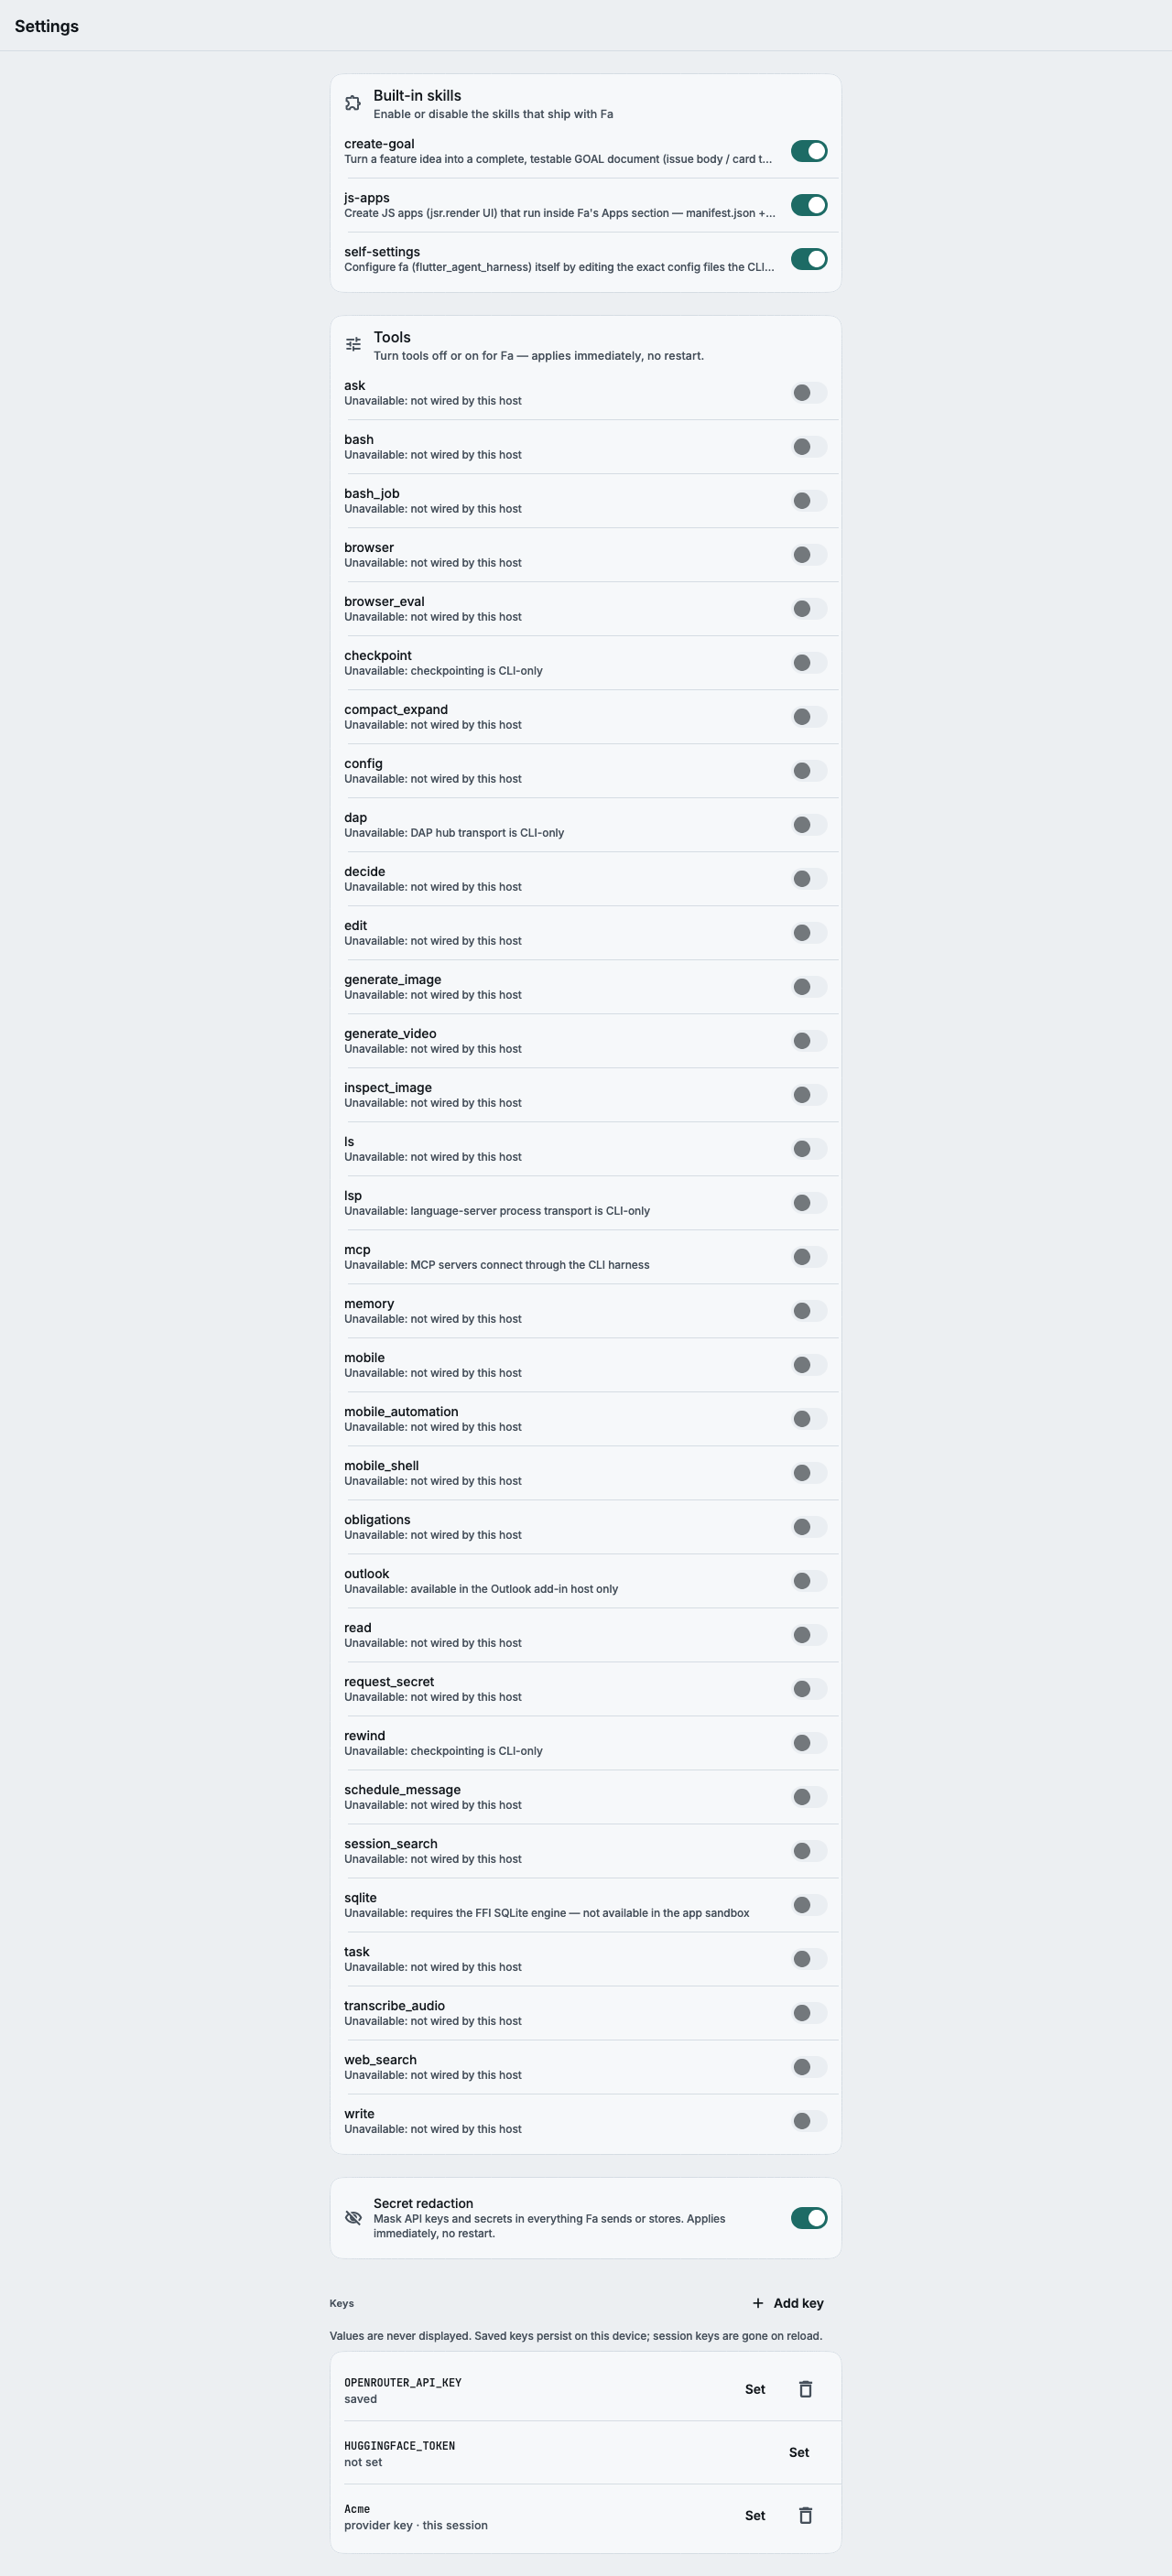 Settings
Built-in skills
Enable or disable the skills that ship with Fa
create-goal
Turn a feature idea into a complete, testable GOAL document (issue body / card t...
js-apps
Create JS apps (jsr.render UI) that run inside Fa's Apps section — manifest.json +...
self-settings
Configure fa (flutter_agent_harness) itself by editing the exact config files the CLI...
Tools
Turn tools off or on for Fa — applies immediately, no restart.
ask
Unavailable: not wired by this host
bash
Unavailable: not wired by this host
bash_job
Unavailable: not wired by this host
browser
Unavailable: not wired by this host
browser_eval
Unavailable: not wired by this host
checkpoint
Unavailable: checkpointing is CLI-only
compact_expand
Unavailable: not wired by this host
config
Unavailable: not wired by this host
dap
Unavailable: DAP hub transport is CLI-only
decide
Unavailable: not wired by this host
edit
Unavailable: not wired by this host
generate_image
Unavailable: not wired by this host
generate_video
Unavailable: not wired by this host
inspect_image
Unavailable: not wired by this host
ls
Unavailable: not wired by this host
lsp
Unavailable: language-server process transport is CLI-only
mcp
Unavailable: MCP servers connect through the CLI harness
memory
Unavailable: not wired by this host
mobile
Unavailable: not wired by this host
mobile_automation
Unavailable: not wired by this host
mobile_shell
Unavailable: not wired by this host
obligations
Unavailable: not wired by this host
outlook
Unavailable: available in the Outlook add-in host only
read
Unavailable: not wired by this host
request_secret
Unavailable: not wired by this host
rewind
Unavailable: checkpointing is CLI-only
schedule_message
Unavailable: not wired by this host
session_search
Unavailable: not wired by this host
sqlite
Unavailable: requires the FFI SQLite engine — not available in the app sandbox
task
Unavailable: not wired by this host
transcribe_audio
Unavailable: not wired by this host
web_search
Unavailable: not wired by this host
write
Unavailable: not wired by this host
Secret redaction
Mask API keys and secrets in everything Fa sends or stores. Applies
immediately, no restart.
Keys
+ Add key
Values are never displayed. Saved keys persist on this device; session keys are gone on reload.
OPENROUTER_API_KEY
saved
Set
HUGGINGFACE_TOKEN
not set
Set
Acme
provider key · this session
Set